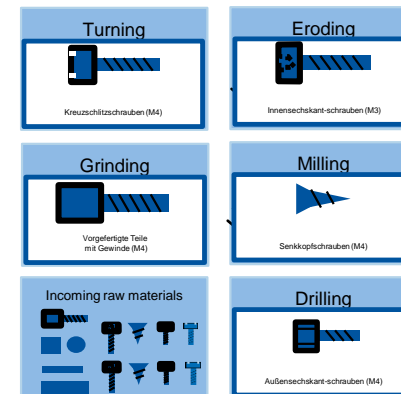 Turning
Kreuzschlitzschrauben (M4)
Eroding
Innensechskant-schrauben (M3)
Grinding
Vorgefertigte Teile
mit Gewinde (M4)
Milling
Senkkopfschrauben (M4)
Incoming raw materials
Drilling
Außensechskant-schrauben (M4)